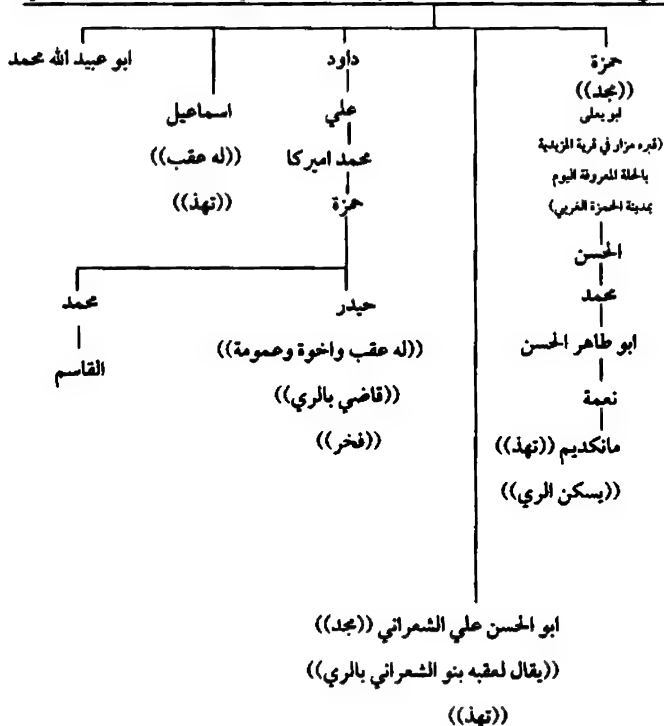 حمزة
((مجد))
ابو يعلى
(قبره مزار في قرية المزيدية
بالحلة المعروفة اليوم
بمدينة الحمزة الغربي)
الحسن
محمد
ابو طاهر الحسن
نعمة
مانكديم ((تهذ))
((يسكن الري))
ابو الحسن علي الشعراني ((مجد))
((يقال لعقبه بنو الشعراني بالري))
((تهذ))
داود
علي
محمد اميركا
حمزة
حيدر
((له عقب واخوة وعمومة))
((قاضي بالري))
((فخر))
محمد
القاسم
اسماعيل
((له عقب))
((تهذ))
ابو عبيد الله محمد